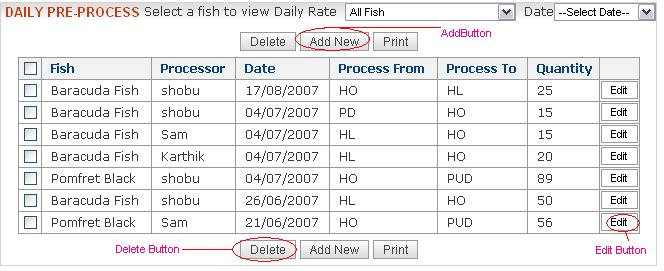 DAILY PRE-PROCESS Select a fish to view Daily Rate All Fish Date --Select Date--
Delete Add New Print AddButton
Fish Processor Date Process From Process To Quantity
Baracuda Fish shobu 17/08/2007 HO HL 25 Edit
Baracuda Fish shobu 04/07/2007 PD HO 15 Edit
Baracuda Fish Sam 04/07/2007 HL HO 15 Edit
Baracuda Fish Karthik 04/07/2007 HL HO 20 Edit
Pomfret Black shobu 04/07/2007 HO PUD 89 Edit
Baracuda Fish shobu 26/06/2007 HL HO 50 Edit
Pomfret Black Sam 21/06/2007 HO PUD 56 Edit
Delete Button Delete Add New Print Edit Button